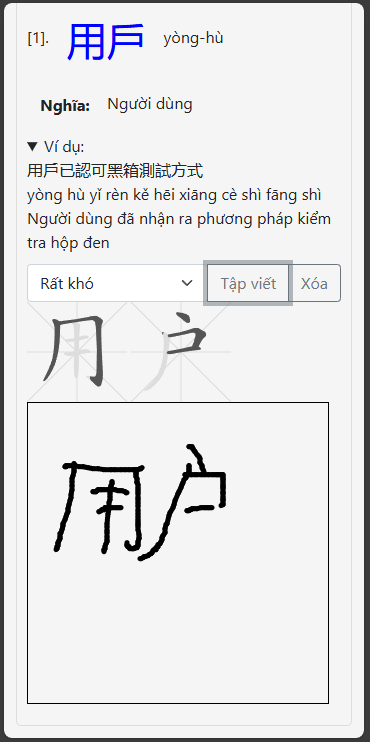 [1]. 用戶 yòng-hù
Nghĩa: Người dùng
▼ Ví dụ:
用戶已認可黑箱測試方式
yòng hù yǐ rèn kě hēi xiāng cè shì fāng shì
Người dùng đã nhận ra phương pháp kiểm
tra hộp đen
Rất khó Tập viết Xóa
用户
用户